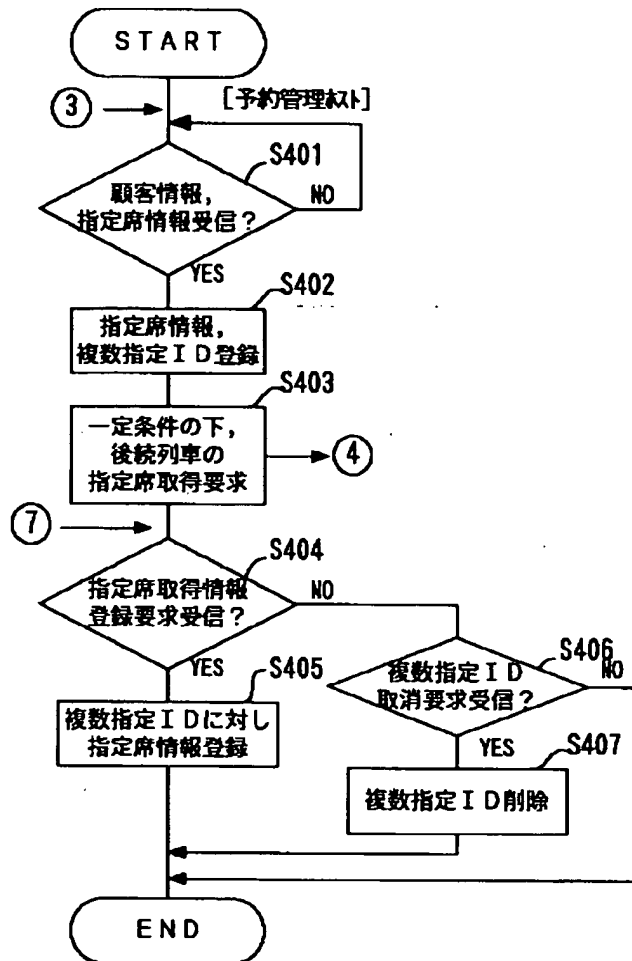 START
③
[予約管理ホスト]
S401
顧客情報,
指定席情報受信?
NO
YES
S402
指定席情報,
複数指定ID登録
S403
一定条件の下,
後続列車の
指定席取得要求
④
⑦
S404
指定席取得情報
登録要求受信?
NO
YES
S405
複数指定IDに対し
指定席情報登録
S406
複数指定ID
取消要求受信?
NO
YES
S407
複数指定ID削除
END